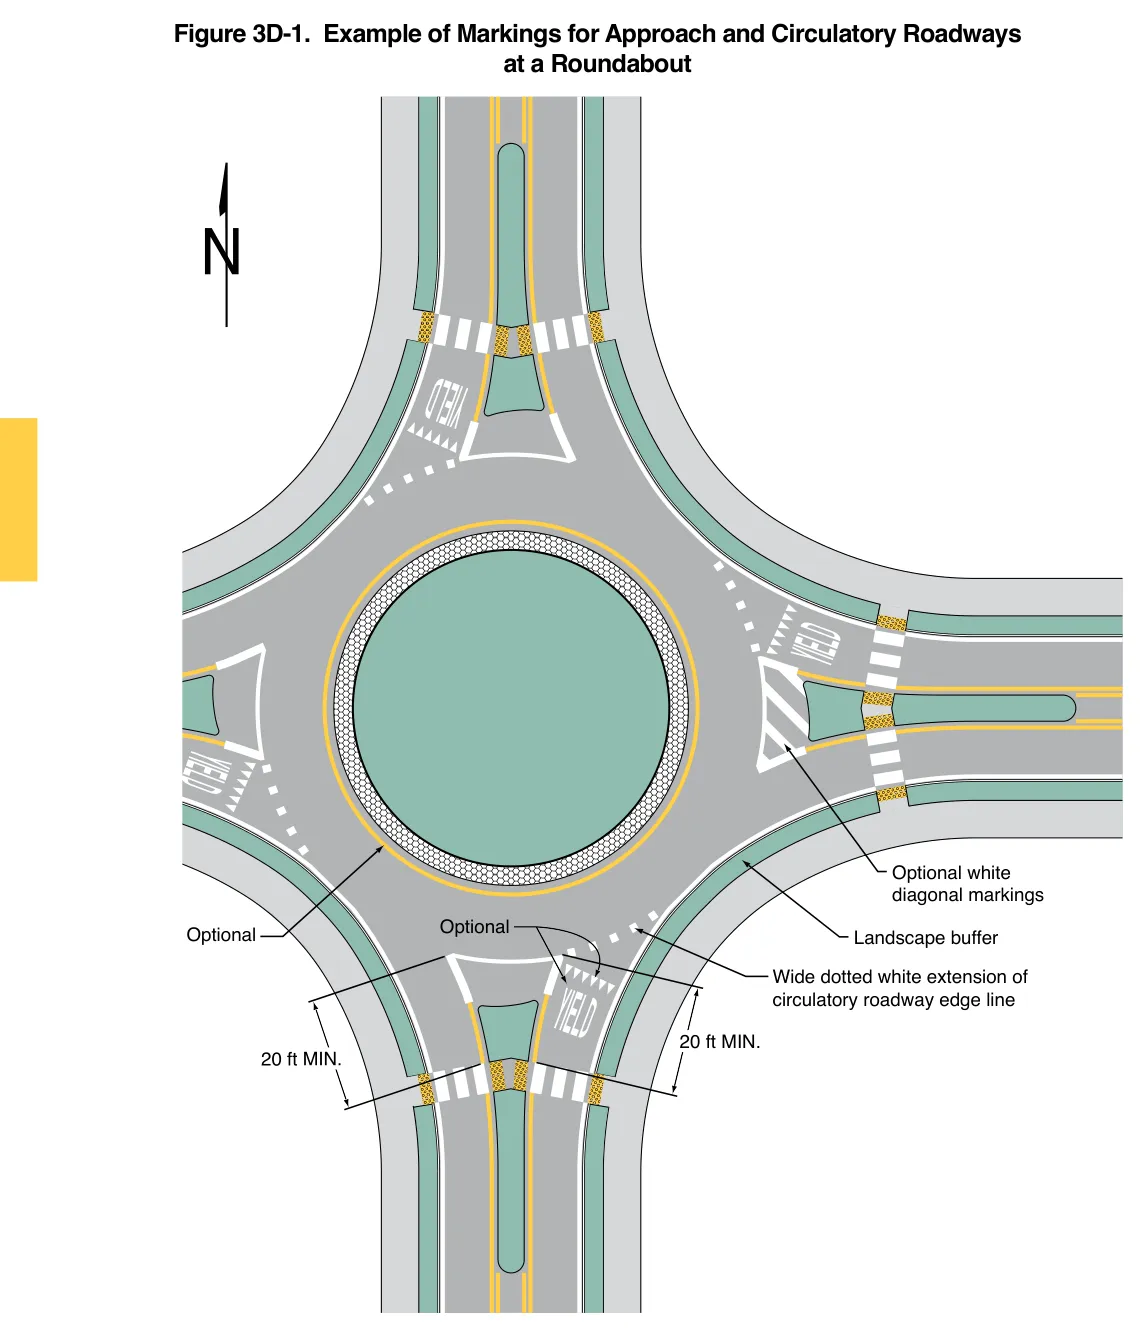 Figure 3D-1.  Example of Markings for Approach and Circulatory Roadways
at a Roundabout
N
YIELD
YIELD
YIELD
Optional white
diagonal markings
Optional
Optional
Landscape buffer
Wide dotted white extension of
circulatory roadway edge line
YIELD
20 ft MIN.
20 ft MIN.